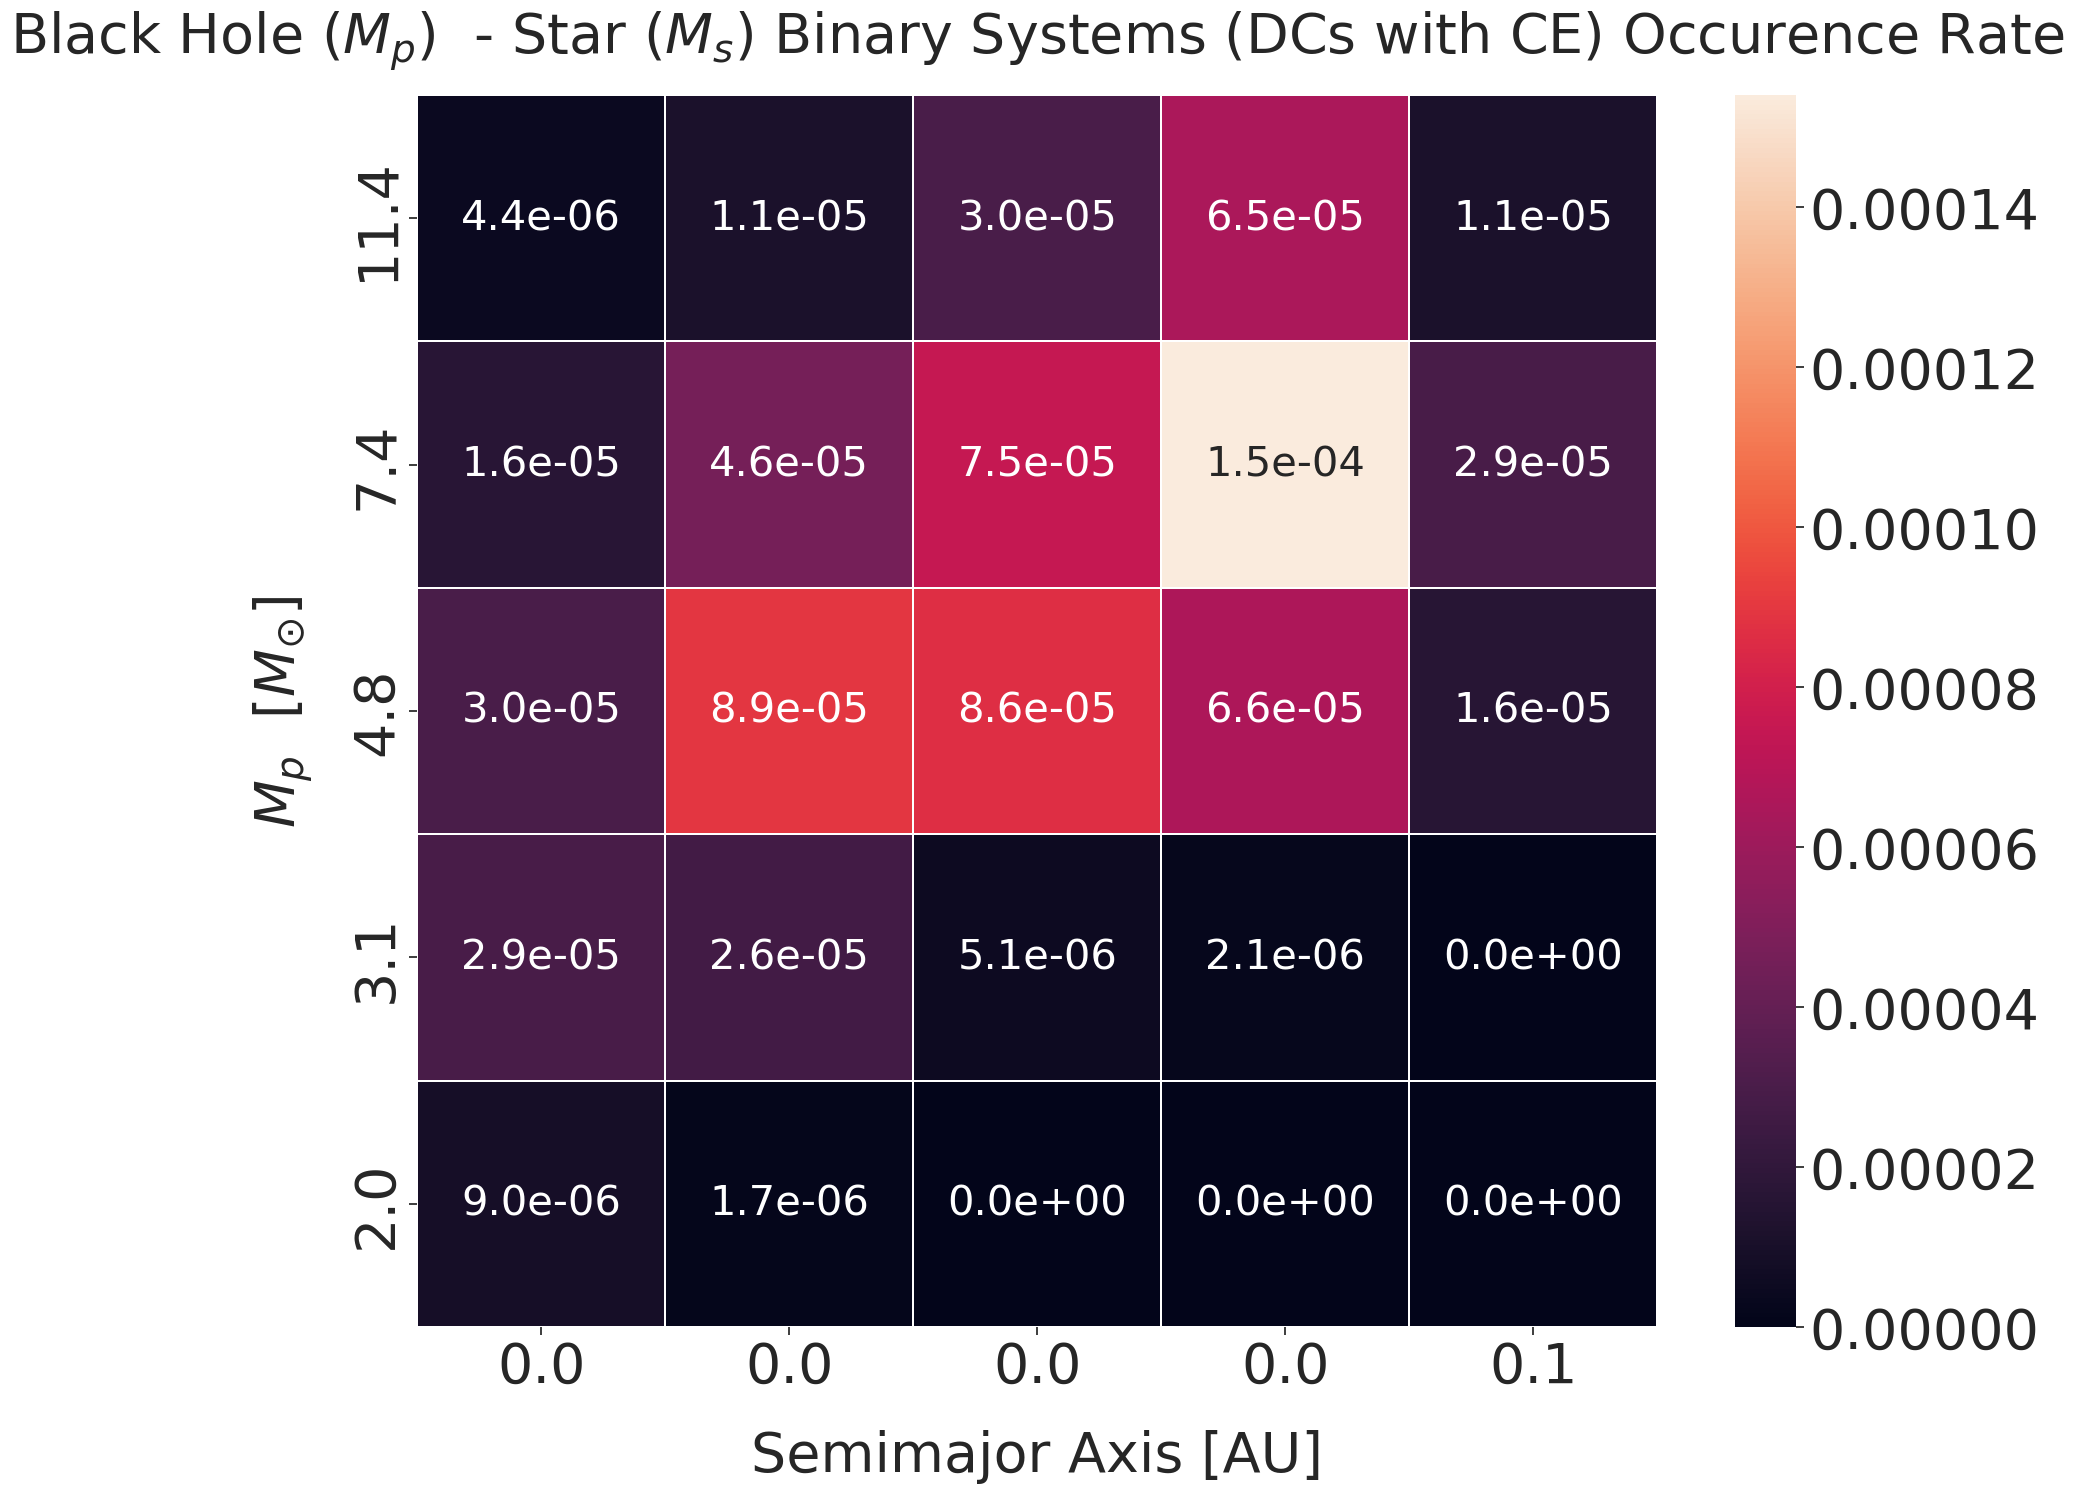 Black Hole (M_p) - Star (M_s) Binary Systems (DCs with CE) Occurence Rate
M_p [M_⊙]
11.4 4.4e-06 1.1e-05 3.0e-05 6.5e-05 1.1e-05
7.4 1.6e-05 4.6e-05 7.5e-05 1.5e-04 2.9e-05
4.8 3.0e-05 8.9e-05 8.6e-05 6.6e-05 1.6e-05
3.1 2.9e-05 2.6e-05 5.1e-06 2.1e-06 0.0e+00
2.0 9.0e-06 1.7e-06 0.0e+00 0.0e+00 0.0e+00
0.0 0.0 0.0 0.0 0.1
Semimajor Axis [AU]
0.00014
0.00012
0.00010
0.00008
0.00006
0.00004
0.00002
0.00000